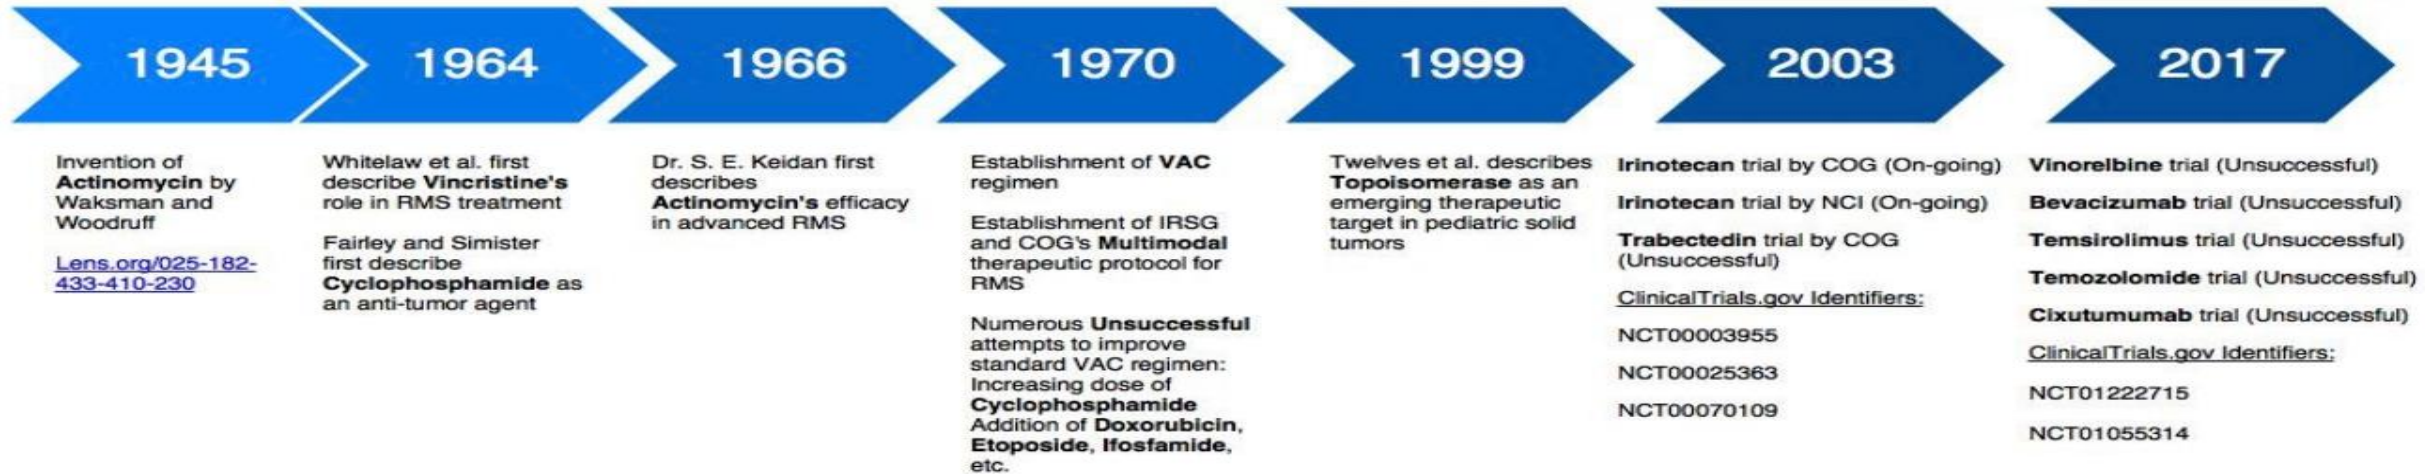 1945
1964
1966
1970
1999
2003
2017
Invention of
Actinomycin by
Waksman and
Woodruff
Lens.org/025-182-
433-410-230
Whitelaw et al. first
describe Vincristine's
role in RMS treatment
Fairley and Simister
first describe
Cyclophosphamide as
an anti-tumor agent
Dr. S. E. Keidan first
describes
Actinomycin's efficacy
in advanced RMS
Establishment of VAC
regimen
Establishment of IRSG
and COG's Multimodal
therapeutic protocol for
RMS
Numerous Unsuccessful
attempts to improve
standard VAC regimen:
Increasing dose of
Cyclophosphamide
Addition of Doxorubicin,
Etoposide, Ifosfamide,
etc.
Twelves et al. describes
Topoisomerase as an
emerging therapeutic
target in pediatric solid
tumors
Irinotecan trial by COG (On-going)
Irinotecan trial by NCI (On-going)
Trabectedin trial by COG
(Unsuccessful)
ClinicalTrials.gov Identifiers:
NCT00003955
NCT00025363
NCT00070109
Vinorelbine trial (Unsuccessful)
Bevacizumab trial (Unsuccessful)
Temsirolimus trial (Unsuccessful)
Temozolomide trial (Unsuccessful)
Cixutumumab trial (Unsuccessful)
ClinicalTrials.gov Identifiers:
NCT01222715
NCT01055314